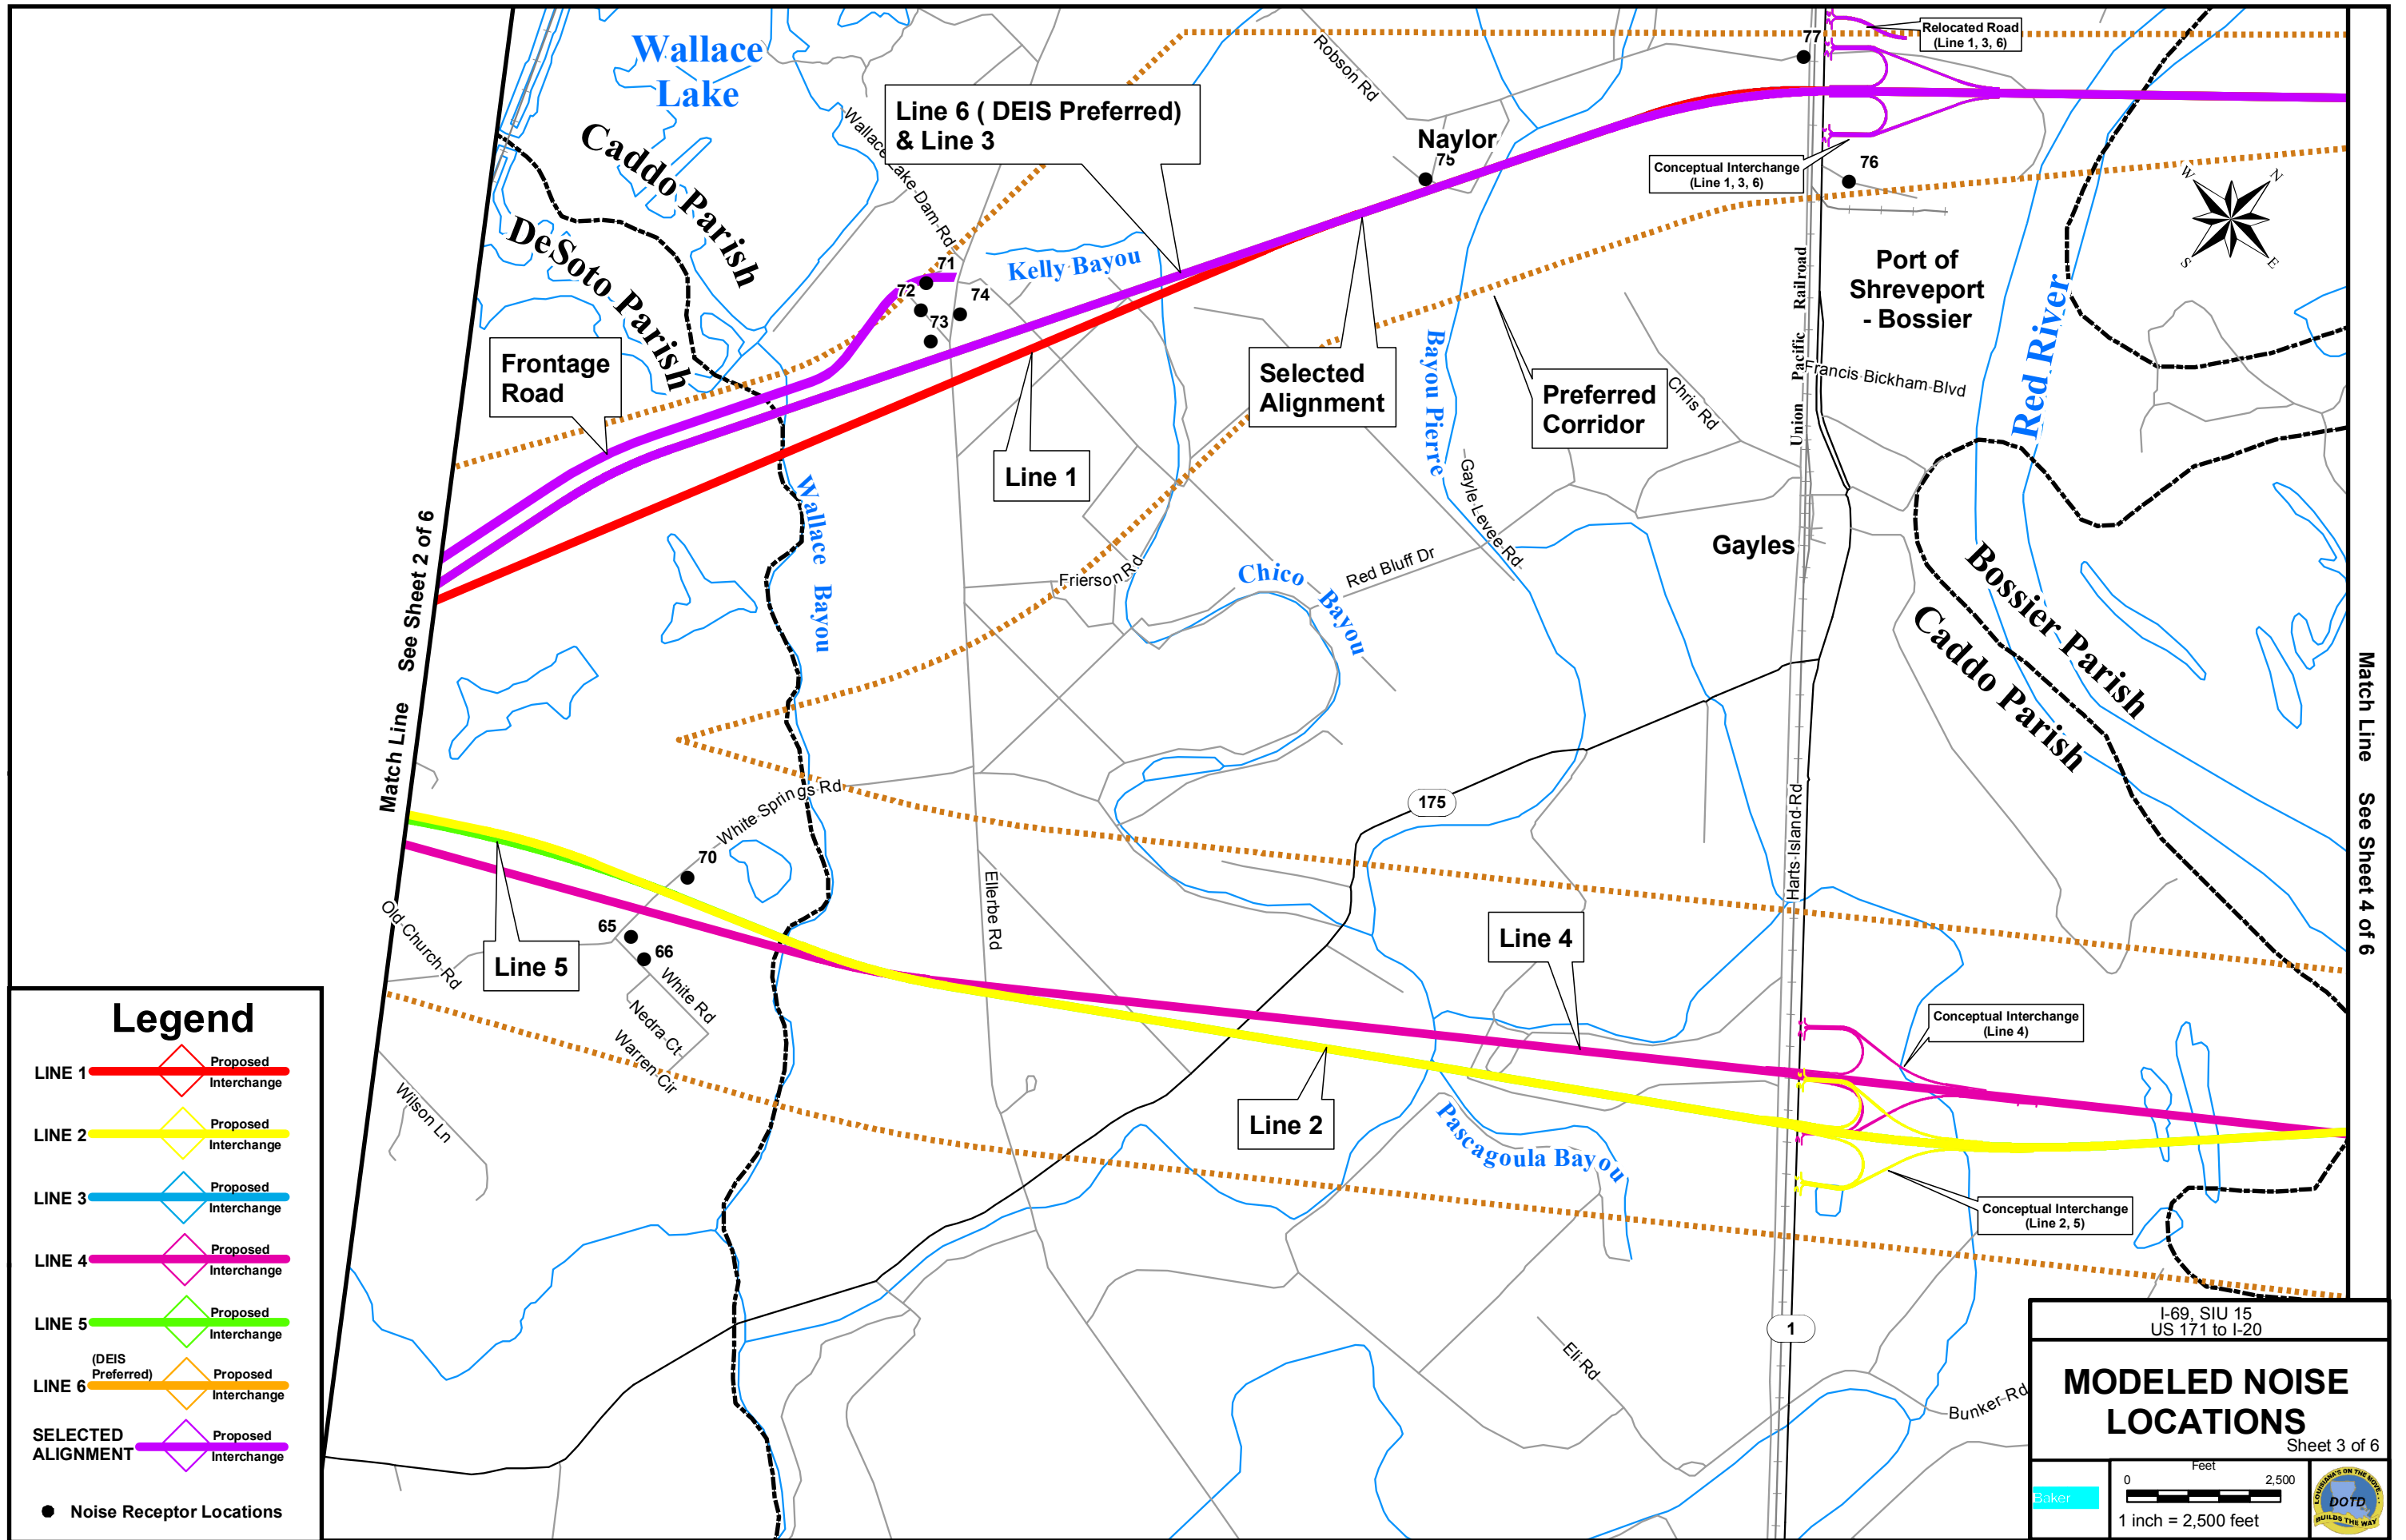 Wallace
Lake
Caddo Parish
DeSoto Parish
Wallace Lake Dam Rd
Line 6 ( DEIS Preferred)
& Line 3
Robson Rd
Naylor
75
77
Relocated Road
(Line 1, 3, 6)
Conceptual Interchange
(Line 1, 3, 6)
76
W
N
S
E
Port of
Shreveport
- Bossier
Red River
Kelly Bayou
71
72
73
74
Frontage
Road
Line 1
Selected
Alignment
Preferred
Corridor
Bayou Pierre
Union Pacific Railroad
Francis Bickham Blvd
Chris Rd
Gayle Levee Rd
Gayles
Bossier Parish
Caddo Parish
Match Line See Sheet 2 of 6
Match Line See Sheet 4 of 6
Wallace Bayou
Frierson Rd
Chico Bayou
Red Bluff Dr
White Springs Rd
175
70
65
66
Old Church Rd
Line 5
White Rd
Nedra Ct
Warren Cir
Wilson Ln
Ellerbe Rd
Harts Island Rd
Line 4
Line 2
Conceptual Interchange
(Line 4)
Conceptual Interchange
(Line 2, 5)
Pascagoula Bayou
1
Eli Rd
Bunker Rd
Legend
LINE 1 Proposed Interchange
LINE 2 Proposed Interchange
LINE 3 Proposed Interchange
LINE 4 Proposed Interchange
LINE 5 Proposed Interchange
(DEIS Preferred)
LINE 6 Proposed Interchange
SELECTED ALIGNMENT Proposed Interchange
Noise Receptor Locations
I-69, SIU 15
US 171 to I-20
MODELED NOISE
LOCATIONS
Sheet 3 of 6
Baker
Feet
0 2,500
1 inch = 2,500 feet
LOUISIANA'S ON THE MOVE
DOTD
BUILDS THE WAY